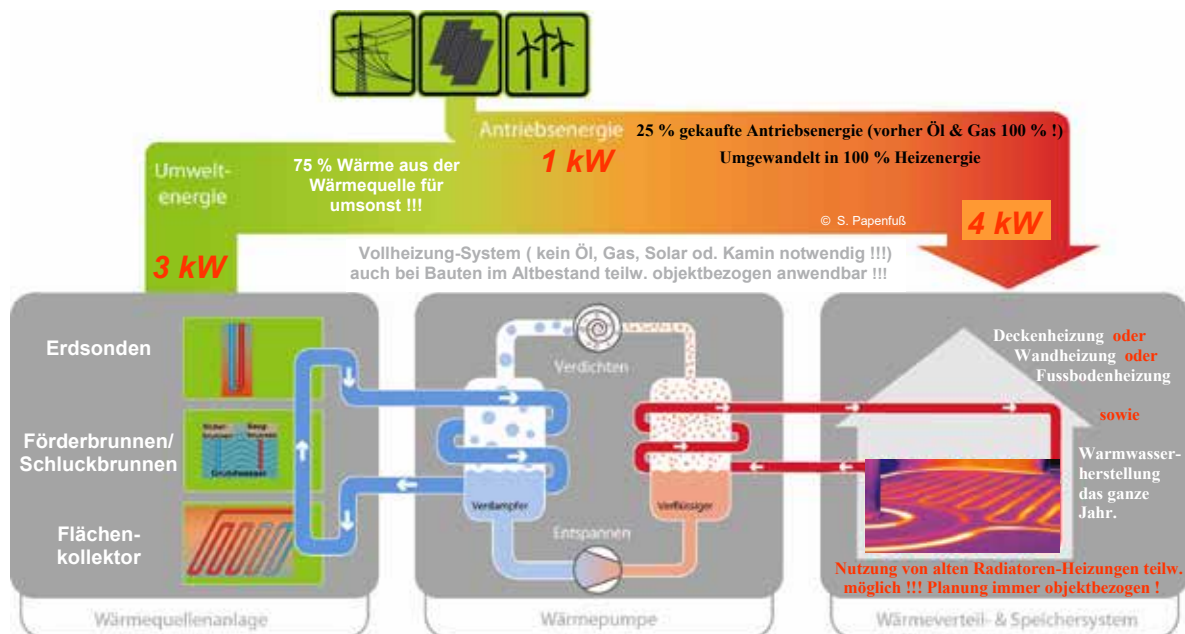 Antriebsenergie
25 % gekaufte Antriebsenergie (vorher Öl & Gas 100 % !)
1 kW
Umgewandelt in 100 % Heizenergie
Umwelt-
energie
75 % Wärme aus der
Wärmequelle für
umsonst !!!
© S. Papenfuß
4 kW
3 kW
Vollheizung-System ( kein Öl, Gas, Solar od. Kamin notwendig !!!)
auch bei Bauten im Altbestand teilw. objektbezogen anwendbar !!!
Erdsonden
Förderbrunnen/
Schluckbrunnen
brunnen
brunnen
Grundwasser
Flächen-
kollektor
Wärmequellenanlage
Verdichten
Verdampfer
Verflüssiger
Entspannen
Wärmepumpe
Deckenheizung oder
Wandheizung oder
Fussbodenheizung
sowie
Warmwasser-
herstellung
das ganze
Jahr.
Nutzung von alten Radiatoren-Heizungen teilw.
möglich !!! Planung immer objektbezogen !
Wärmeverteil- & Speichersystem